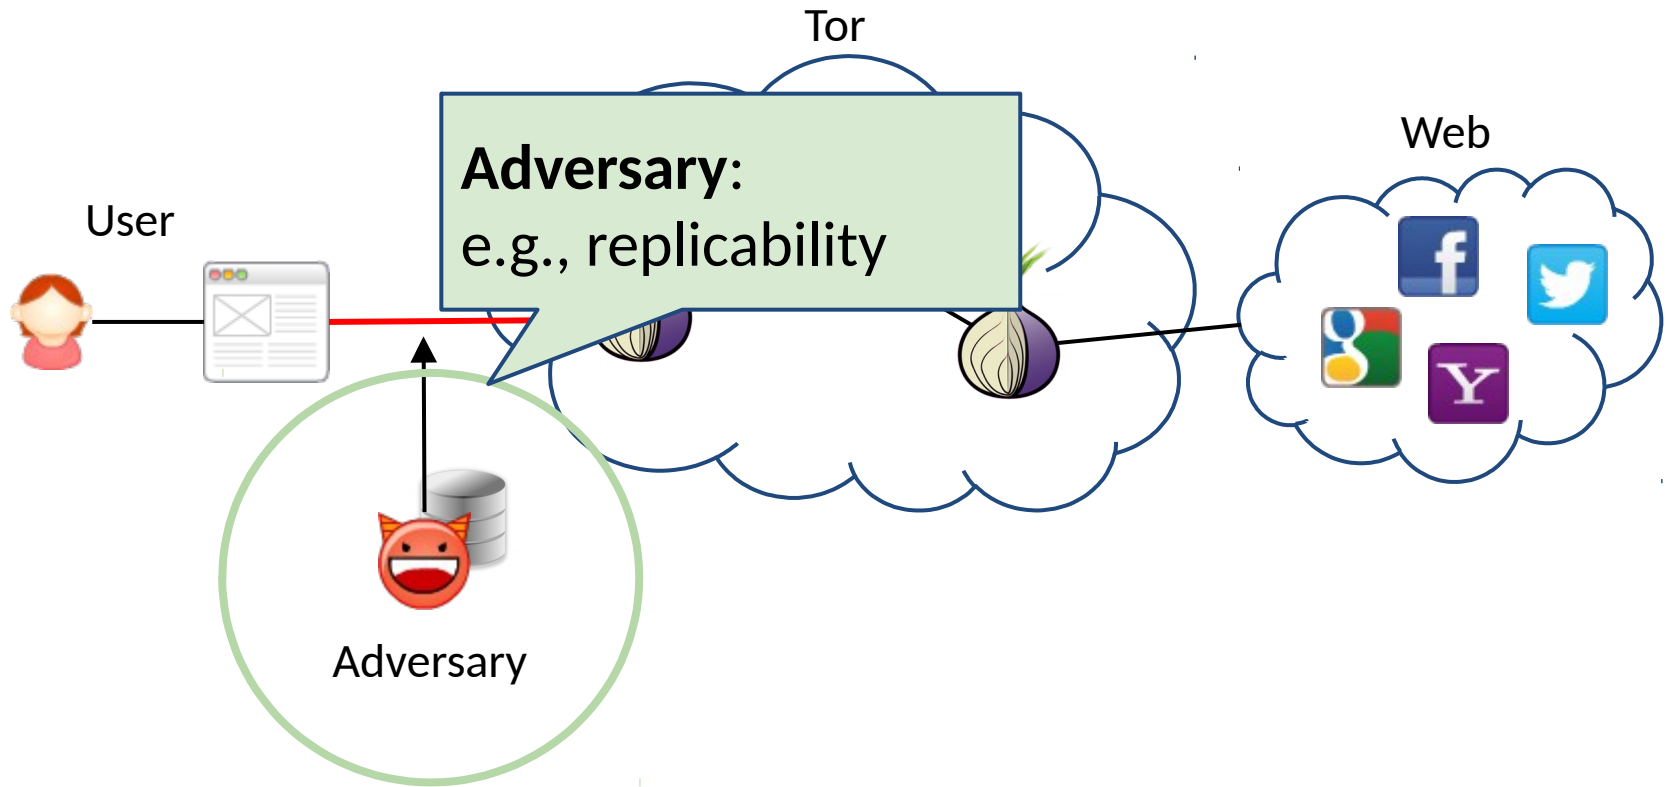 Tor
Adversary:
e.g., replicability
Web
User
f
g
Y
Adversary